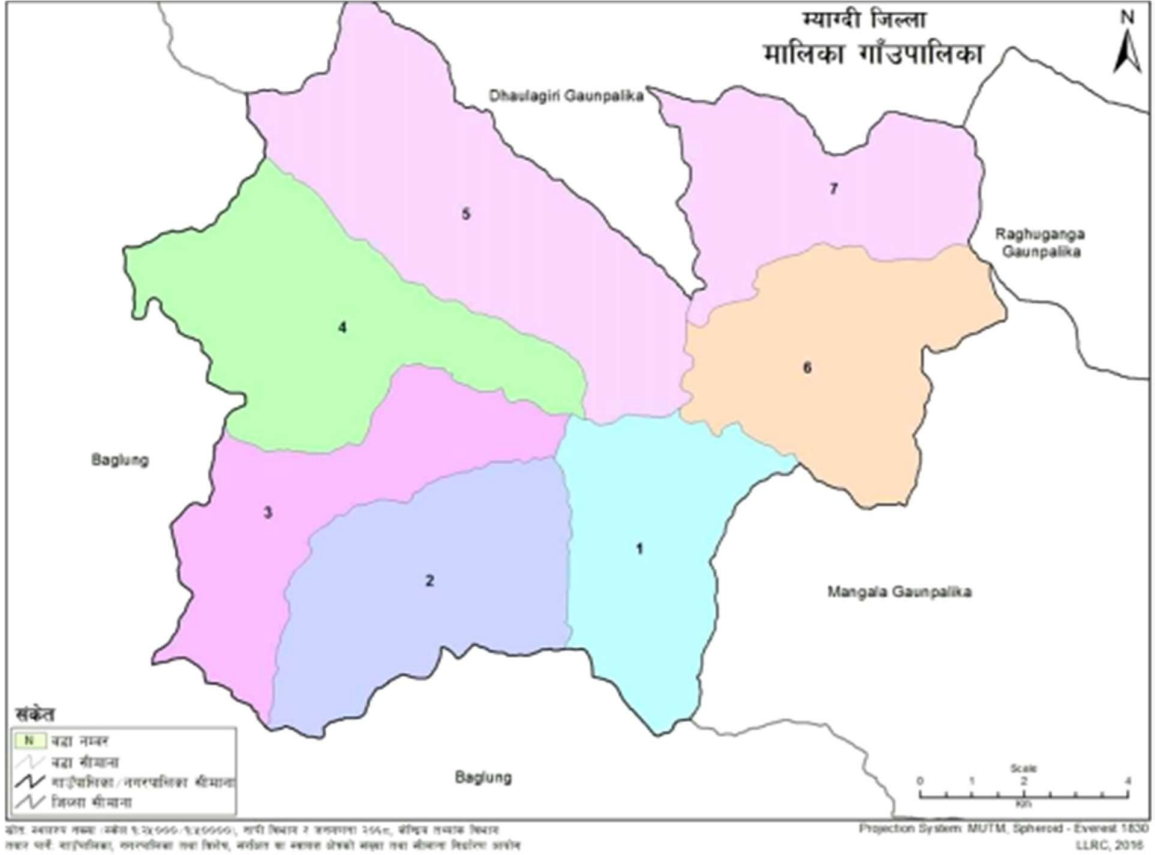 म्याग्दी जिल्ला
मालिका गाँउपालिका
N
Dhaulagiri Gaunpalika
7
5
Raghuganga
Gaunpalika
4
6
Baglung
3
1
2
Mangala Gaunpalika
संकेत
N वडा नम्बर
वडा सीमाना
गाउँपालिका/नगरपालिका सीमाना
जिल्ला सीमाना
Baglung
Scale
0 1 2 4
Km
Projection System: MUTM, Spheroid - Everest 1830
LLRC, 2016